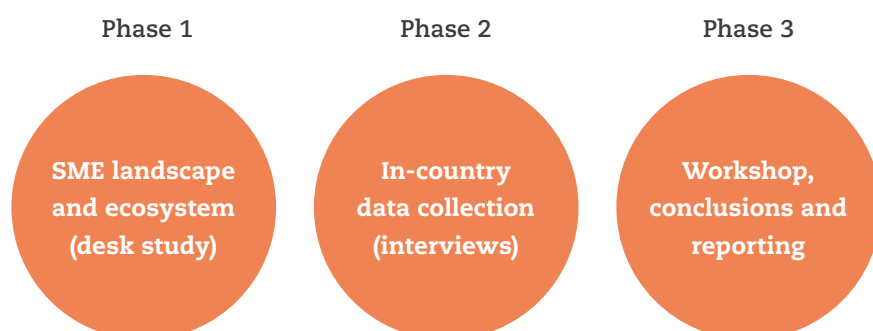 Phase 1
Phase 2
Phase 3
SME landscape
and ecosystem
(desk study)
In-country
data collection
(interviews)
Workshop,
conclusions and
reporting